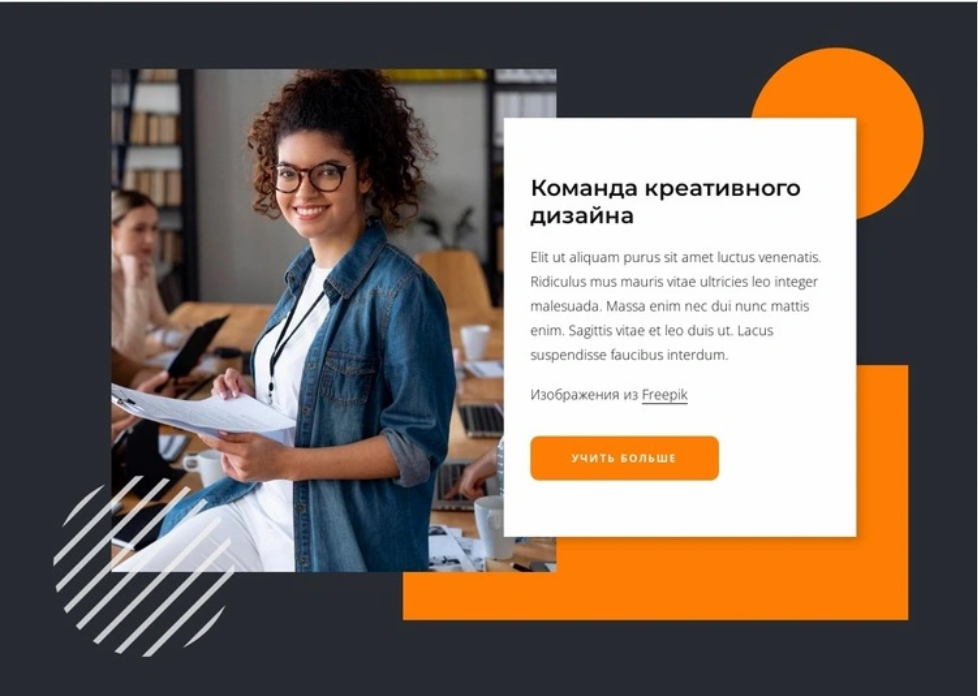 Команда креативного
дизайна
Elit ut aliquam purus sit amet luctus venenatis.
Ridiculus mus mauris vitae ultricies leo integer
malesuada. Massa enim nec dui nunc mattis
enim. Sagittis vitae et leo duis ut. Lacus
suspendisse faucibus interdum.
Изображения из Freepik
УЧИТЬ БОЛЬШЕ